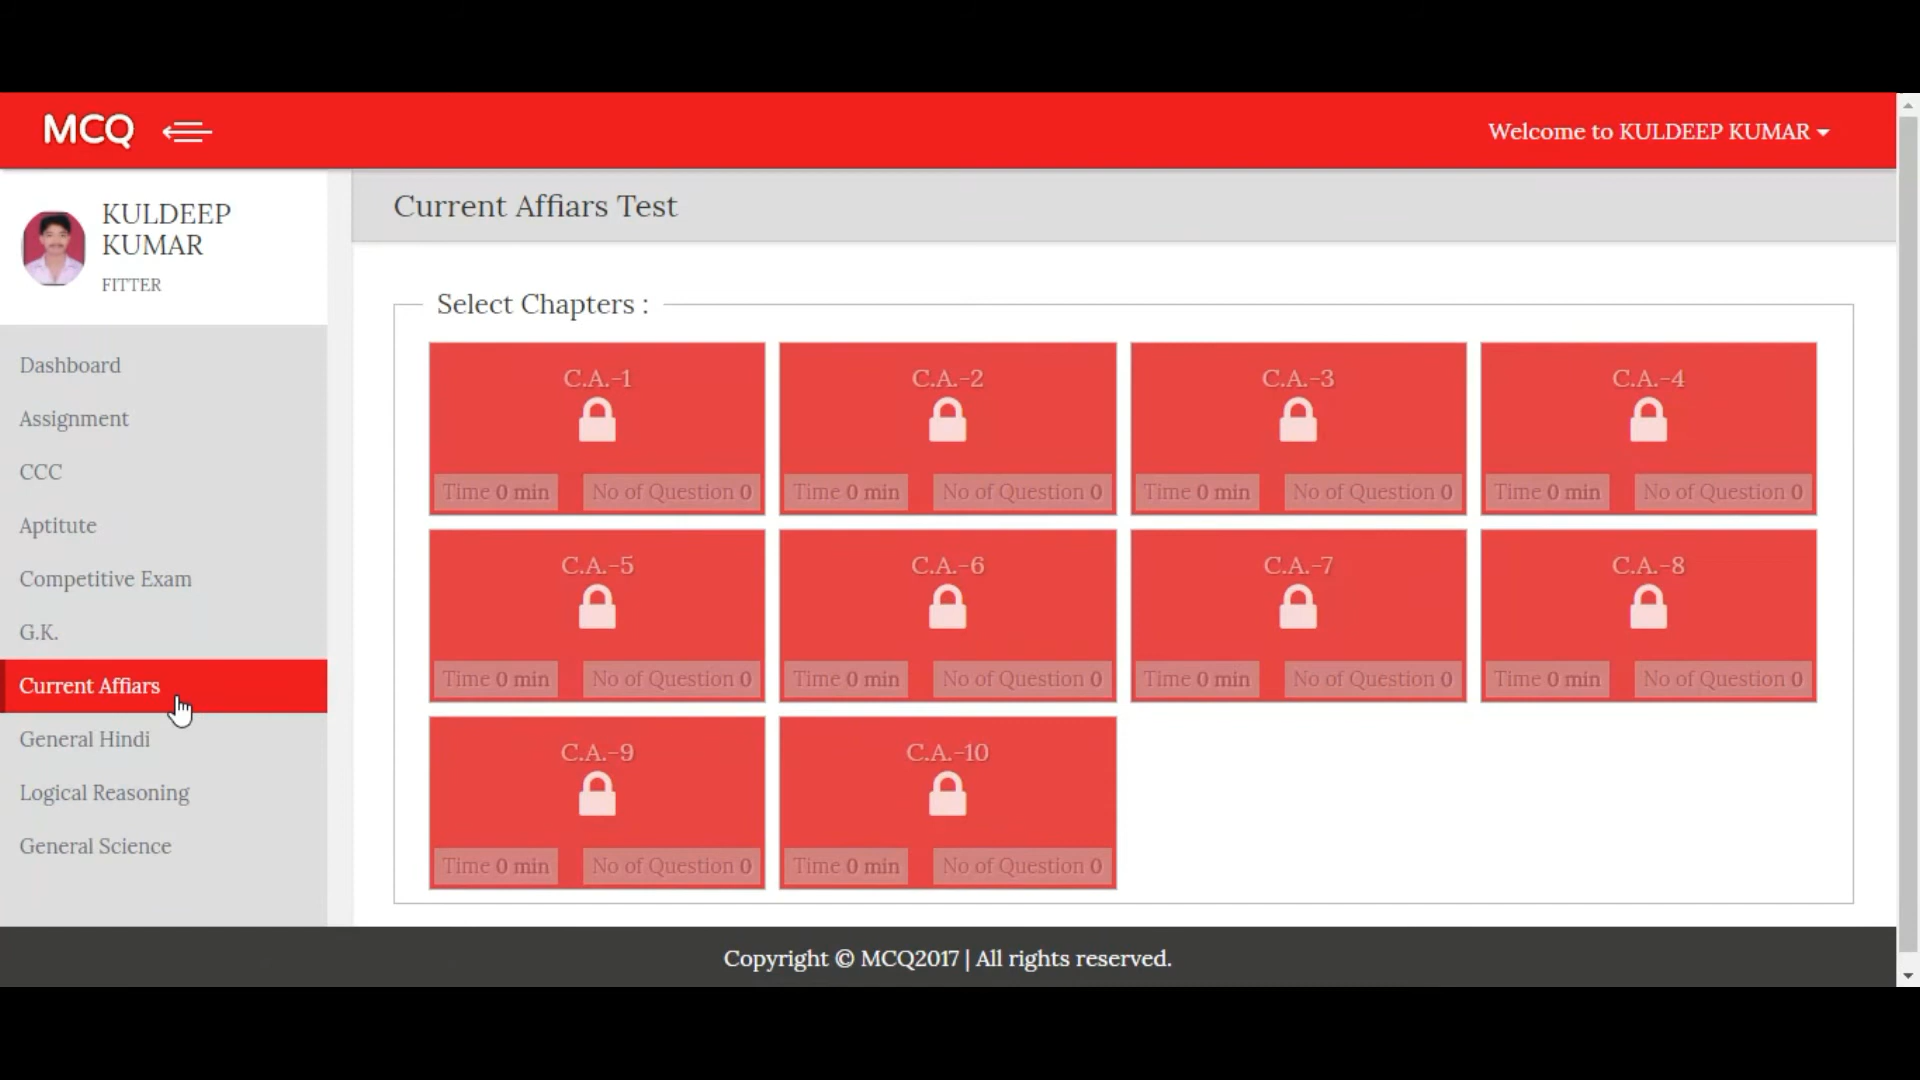 MCQ
Welcome to KULDEEP KUMAR
KULDEEP
KUMAR
FITTER
Dashboard
Assignment
CCC
Aptitute
Competitive Exam
G.K.
Current Affiars
General Hindi
Logical Reasoning
General Science
Current Affiars Test
Select Chapters :
C.A.-1
Time 0 min
No of Question 0
C.A.-2
Time 0 min
No of Question 0
C.A.-3
Time 0 min
No of Question 0
C.A.-4
Time 0 min
No of Question 0
C.A.-5
Time 0 min
No of Question 0
C.A.-6
Time 0 min
No of Question 0
C.A.-7
Time 0 min
No of Question 0
C.A.-8
Time 0 min
No of Question 0
C.A.-9
Time 0 min
No of Question 0
C.A.-10
Time 0 min
No of Question 0
Copyright © MCQ2017 | All rights reserved.